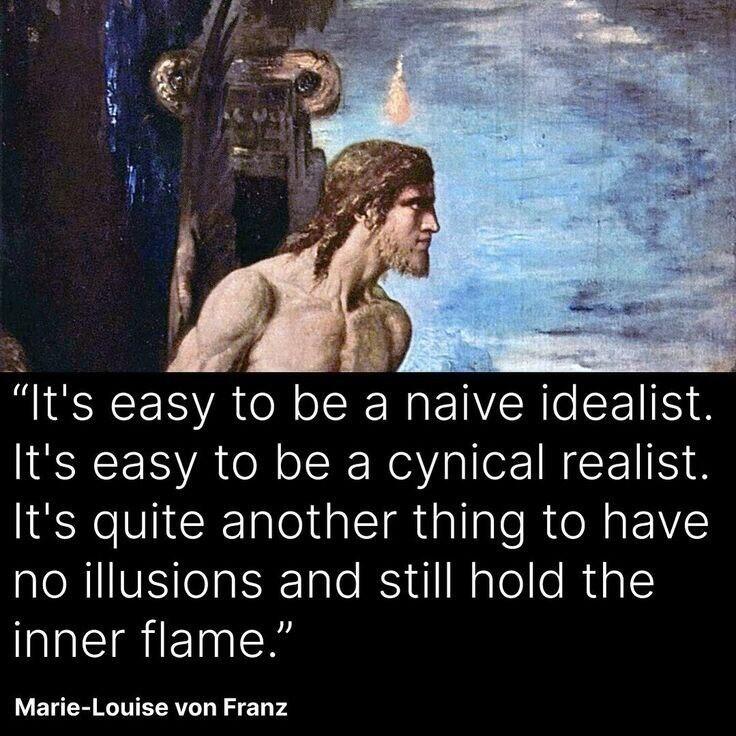 “It's easy to be a naive idealist.
It's easy to be a cynical realist.
It's quite another thing to have
no illusions and still hold the
inner flame.”
Marie-Louise von Franz